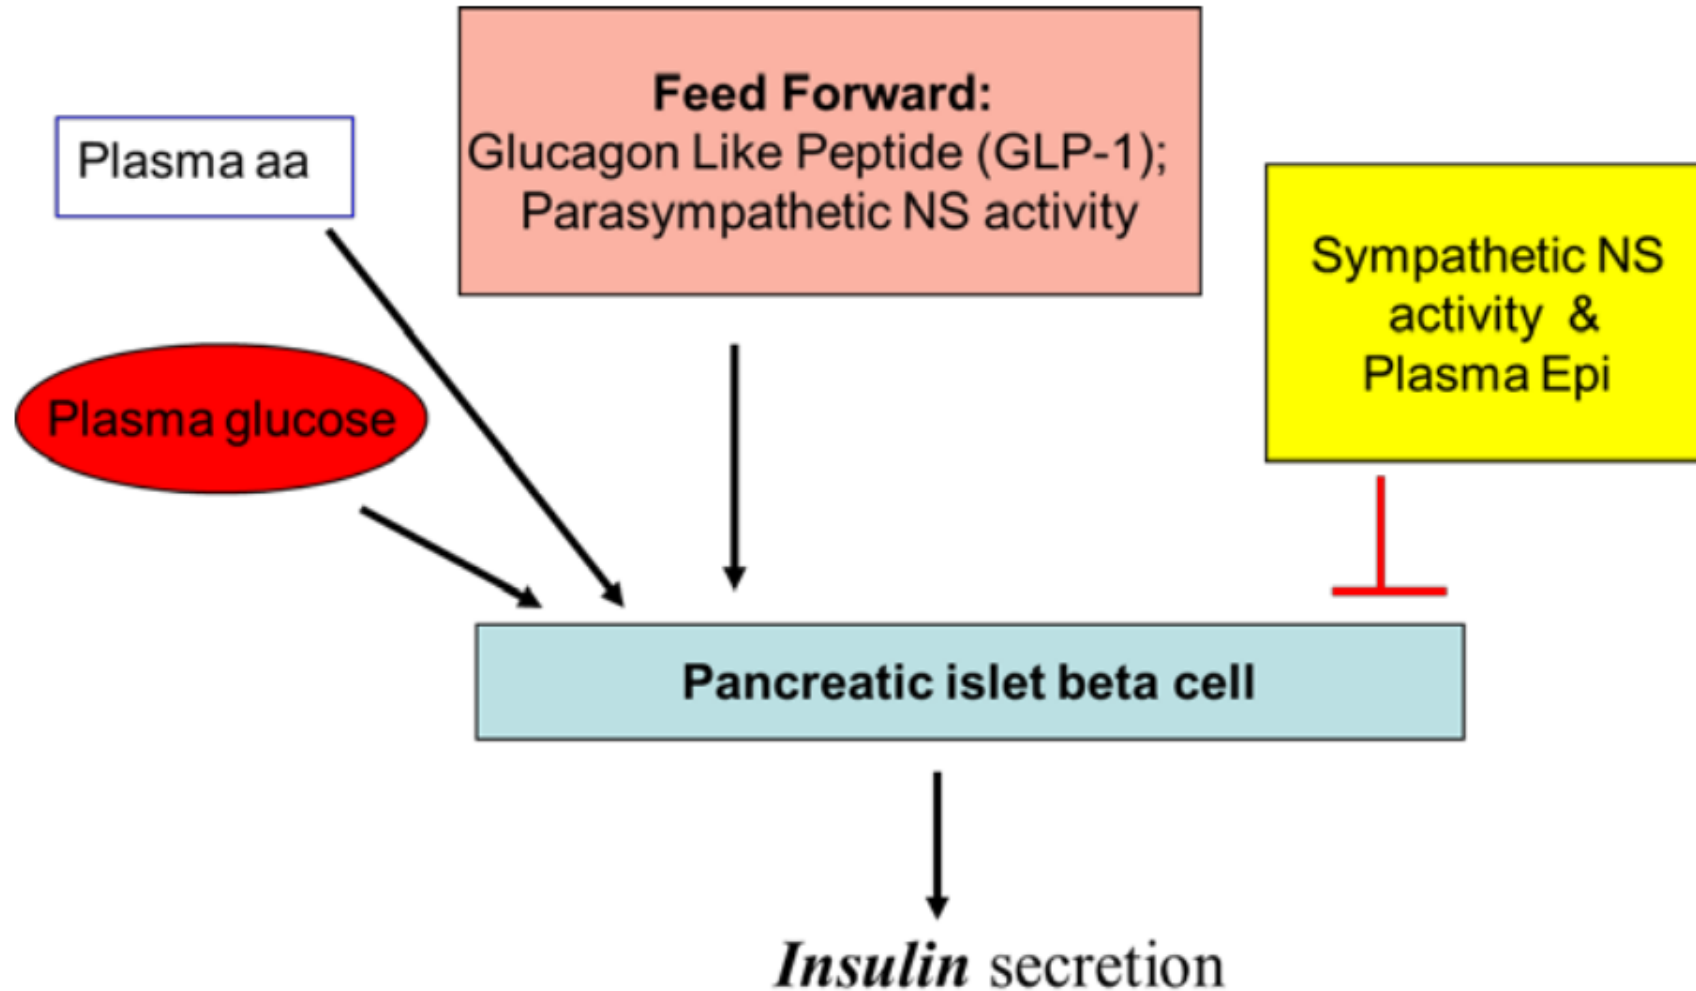 Feed Forward:
Glucagon Like Peptide (GLP-1);
Parasympathetic NS activity
Plasma aa
Sympathetic NS
activity &
Plasma Epi
Plasma glucose
Pancreatic islet beta cell
Insulin secretion